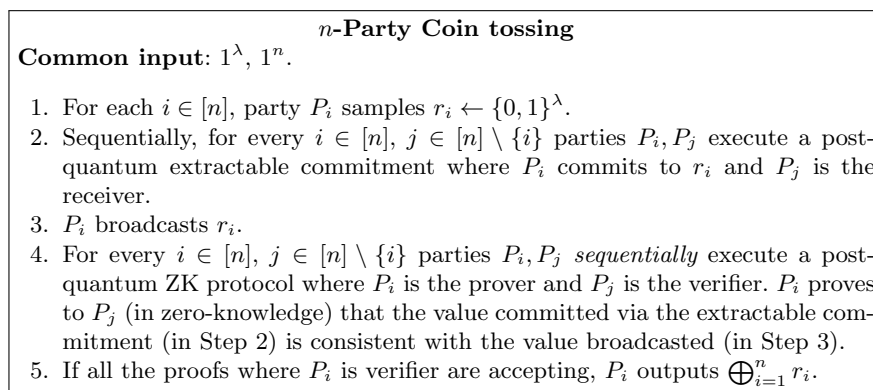 n-Party Coin tossing
Common input: 1^λ, 1^n.
1. For each i ∈ [n], party P_i samples r_i ← {0, 1}^λ.
2. Sequentially, for every i ∈ [n], j ∈ [n] \ {i} parties P_i, P_j execute a post-
quantum extractable commitment where P_i commits to r_i and P_j is the
receiver.
3. P_i broadcasts r_i.
4. For every i ∈ [n], j ∈ [n] \ {i} parties P_i, P_j sequentially execute a post-
quantum ZK protocol where P_i is the prover and P_j is the verifier. P_i proves
to P_j (in zero-knowledge) that the value committed via the extractable com-
mitment (in Step 2) is consistent with the value broadcasted (in Step 3).
5. If all the proofs where P_i is verifier are accepting, P_i outputs ⊕_{i=1}^n r_i.